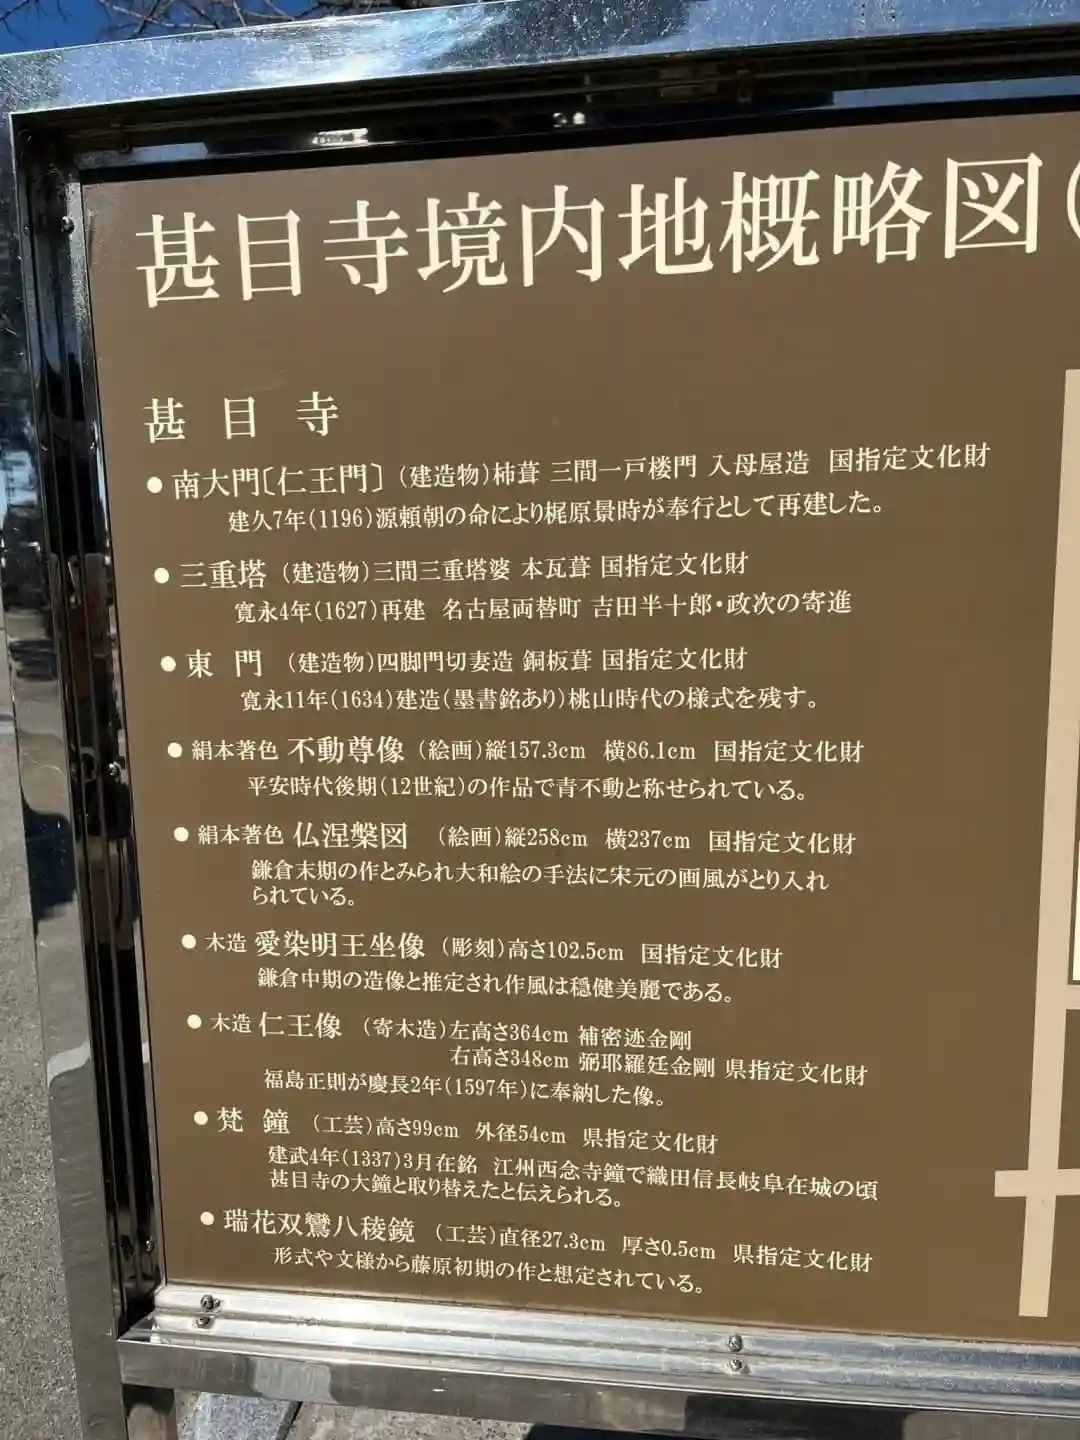 甚目寺境内地概略図(
甚目寺
●南大門〔仁王門〕(建造物)柿葺 三間一戸楼門 入母屋造 国指定文化財
建久7年(1196)源頼朝の命により梶原景時が奉行として再建した。
●三重塔(建造物)三間三重塔婆 本瓦葺 国指定文化財
寛永4年(1627)再建 名古屋両替町 吉田半十郎・政次の寄進
●東門 (建造物)四脚門切妻造 銅板葺 国指定文化財
寛永11年(1634)建造(墨書銘あり)桃山時代の様式を残す。
●絹本著色 不動尊像(絵画)縦157.3cm 横86.1cm 国指定文化財
平安時代後期(12世紀)の作品で青不動と称せられている。
●絹本著色 仏涅槃図 (絵画)縦258cm 横237cm 国指定文化財
鎌倉末期の作とみられ大和絵の手法に宋元の画風がとり入れ
られている。
●木造 愛染明王坐像(彫刻)高さ102.5cm 国指定文化財
鎌倉中期の造像と推定され作風は穏健美麗である。
●木造 仁王像 (寄木造)左高さ364cm 補密迹金剛
右高さ348cm 弼耶羅廷金剛 県指定文化財
福島正則が慶長2年(1597年)に奉納した像。
●梵鐘 (工芸)高さ99cm 外径54cm 県指定文化財
建武4年(1337)3月在銘 江州西念寺鐘で織田信長岐阜在城の頃
甚目寺の大鐘と取り替えたと伝えられる。
●瑞花双鸞八稜鏡 (工芸)直径27.3cm 厚さ0.5cm 県指定文化財
形式や文様から藤原初期の作と想定されている。